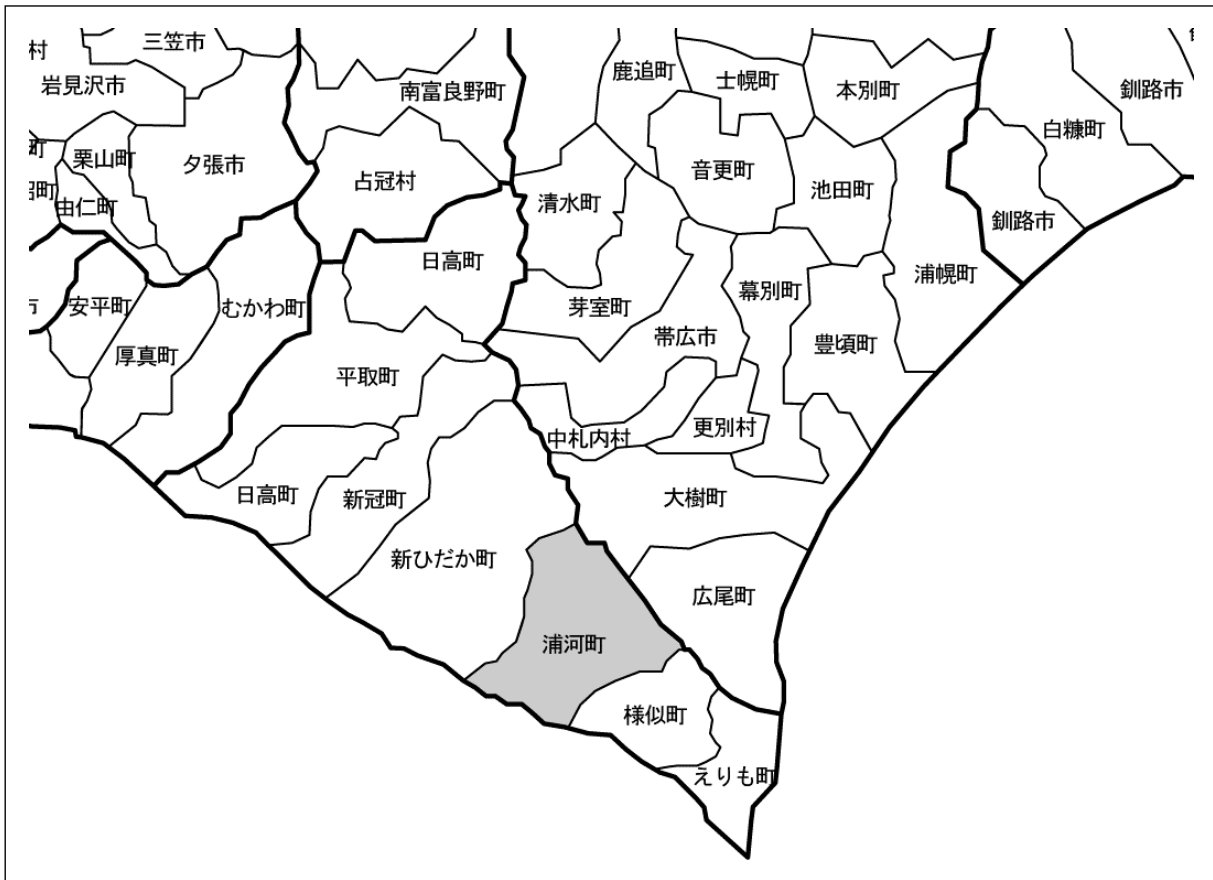 三笠市
村
鹿追町
士幌町
本別町
釧路市
岩見沢市
南富良野町
白糠町
栗山町
夕張市
占冠村
音更町
池田町
清水町
由仁町
釧路市
日高町
浦幌町
安平町
むかわ町
芽室町
幕別町
帯広市
厚真町
豊頃町
平取町
中札内村
更別村
日高町
新冠町
大樹町
新ひだか町
広尾町
浦河町
様似町
えりも町